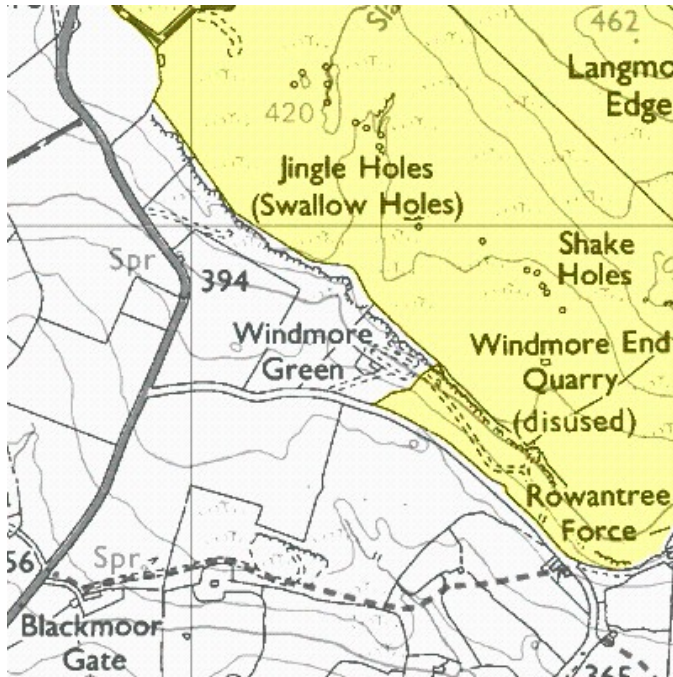 462
Langmo
Edge
420
Jingle Holes
(Swallow Holes)
Shake
Holes
Spr
394
Windmore
Green
Windmore End
Quarry
(disused)
Rowantree
Force
56
Spr
Blackmoor
Gate
365